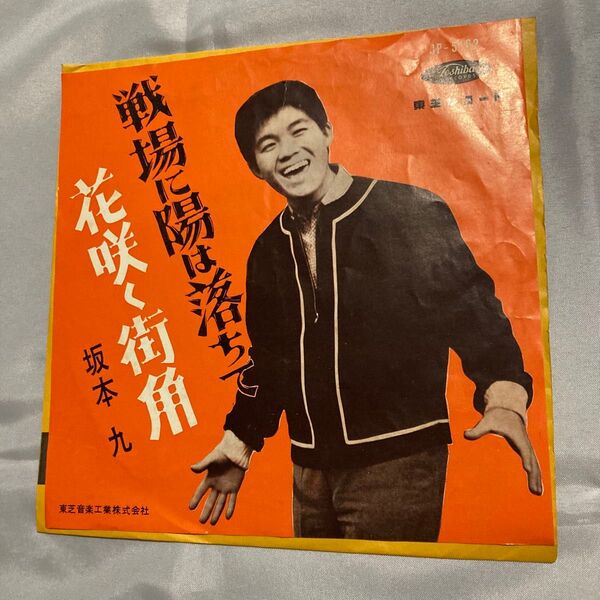 戦場に陽は落ちて
花咲く街角
坂本 九
Toshiba
RECORDS
東芝レコード
東芝音楽工業株式会社